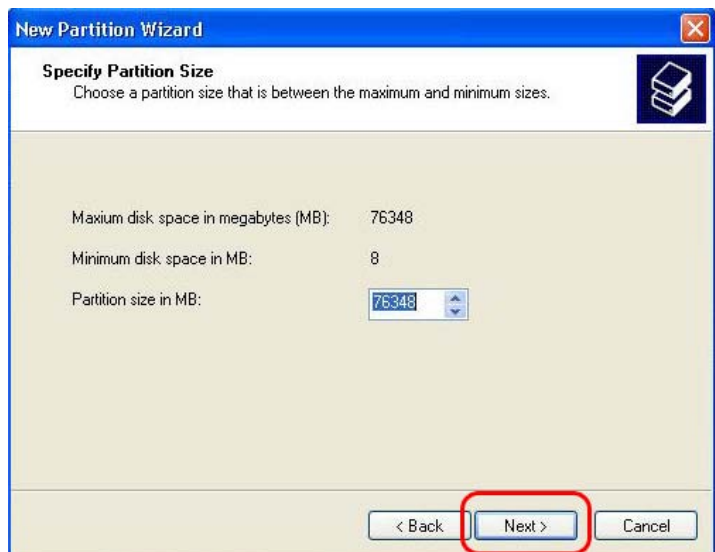 New Partition Wizard
Specify Partition Size
Choose a partition size that is between the maximum and minimum sizes.
Maxium disk space in megabytes (MB): 76348
Minimum disk space in MB: 8
Partition size in MB: 76348
< Back Next > Cancel